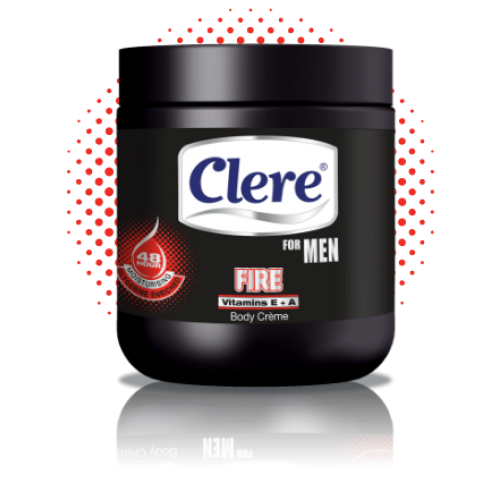 Clere®
FOR MEN
48
HOUR
MOISTURISING
FIRE
Vitamins E + A
Body Crème